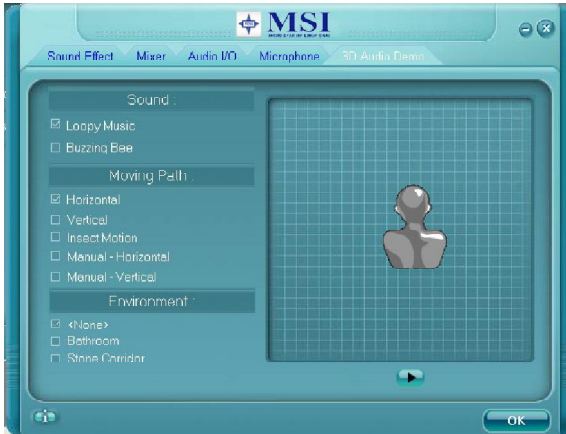 MSI
Sound Effect Mixer Audio I/O Microphone 3D Audio Demo
Sound :
Loopy Music
Buzzing Bee
Moving Path :
Horizontal
Vertical
Insect Motion
Manual - Horizontal
Manual - Vertical
Environment :
<None>
Bathroom
Stone Corridor
OK